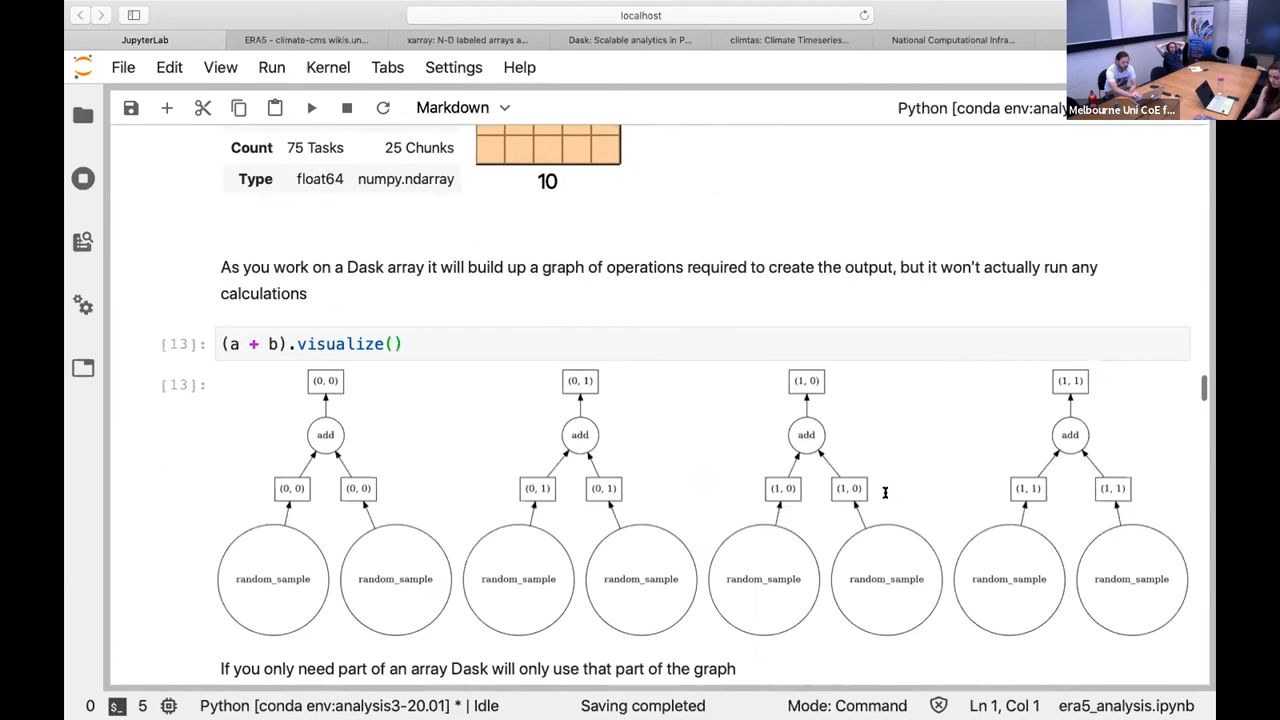 localhost
JupyterLab
ERA5 - climate-cms wikis.un...
xarray: N-D labeled arrays a...
Dask: Scalable analytics in P...
climtas: Climate Timeseries...
National Computational Infra...
File Edit View Run Kernel Tabs Settings Help
Markdown
Python [conda env:analy
Melbourne Uni CoE f...
Count 75 Tasks 25 Chunks
Type float64 numpy.ndarray
10
As you work on a Dask array it will build up a graph of operations required to create the output, but it won't actually run any
calculations
[13]: (a + b).visualize()
[13]:
(0, 0) (0, 1) (1, 0) (1, 1)
add add add add
(0, 0) (0, 0) (0, 1) (0, 1) (1, 0) (1, 0) (1, 1) (1, 1)
random_sample random_sample random_sample random_sample random_sample random_sample random_sample random_sample
If you only need part of an array Dask will only use that part of the graph
0 $_ 5 Python [conda env:analysis3-20.01] * | Idle Saving completed Mode: Command Ln 1, Col 1 era5_analysis.ipynb